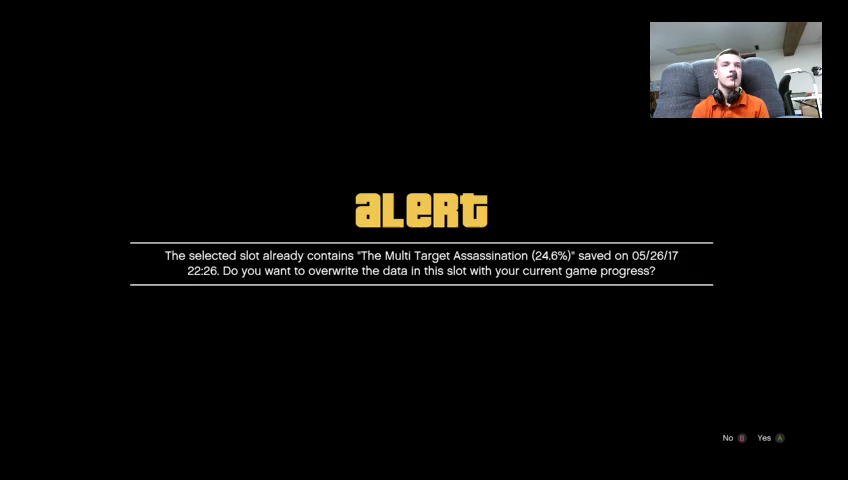 alert
The selected slot already contains "The Multi Target Assassination (24.6%)" saved on 05/26/17
22:26. Do you want to overwrite the data in this slot with your current game progress?
No B Yes A